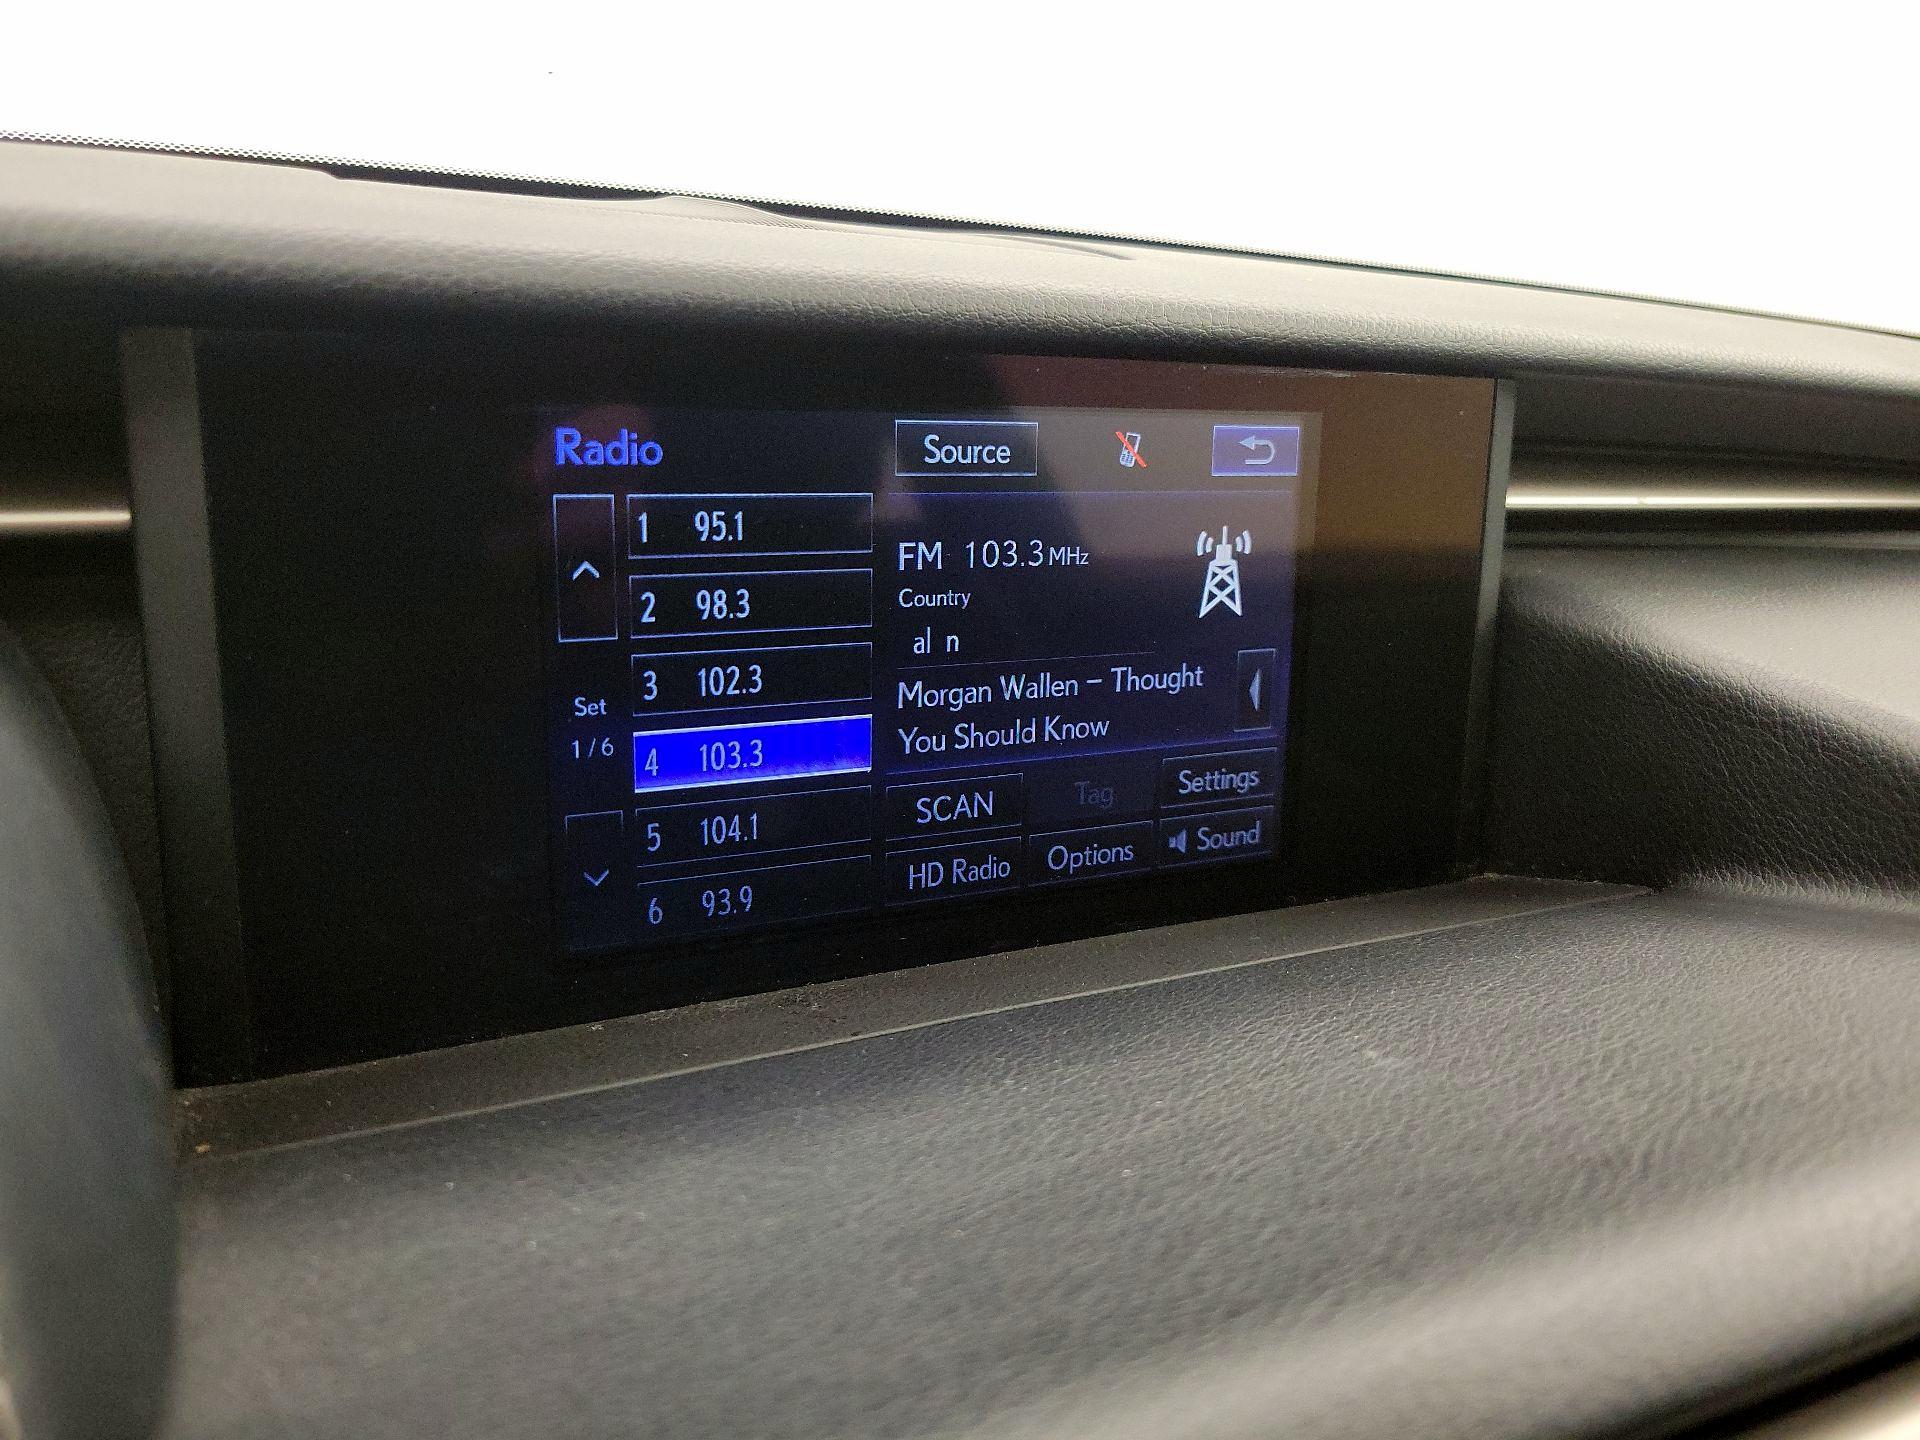 Radio
Source
1 95.1
2 98.3
3 102.3
4 103.3
5 104.1
6 93.9
Set
1/6
FM 103.3 MHz
Country
al n
Morgan Wallen - Thought
You Should Know
SCAN
Tag
Settings
HD Radio
Options
Sound